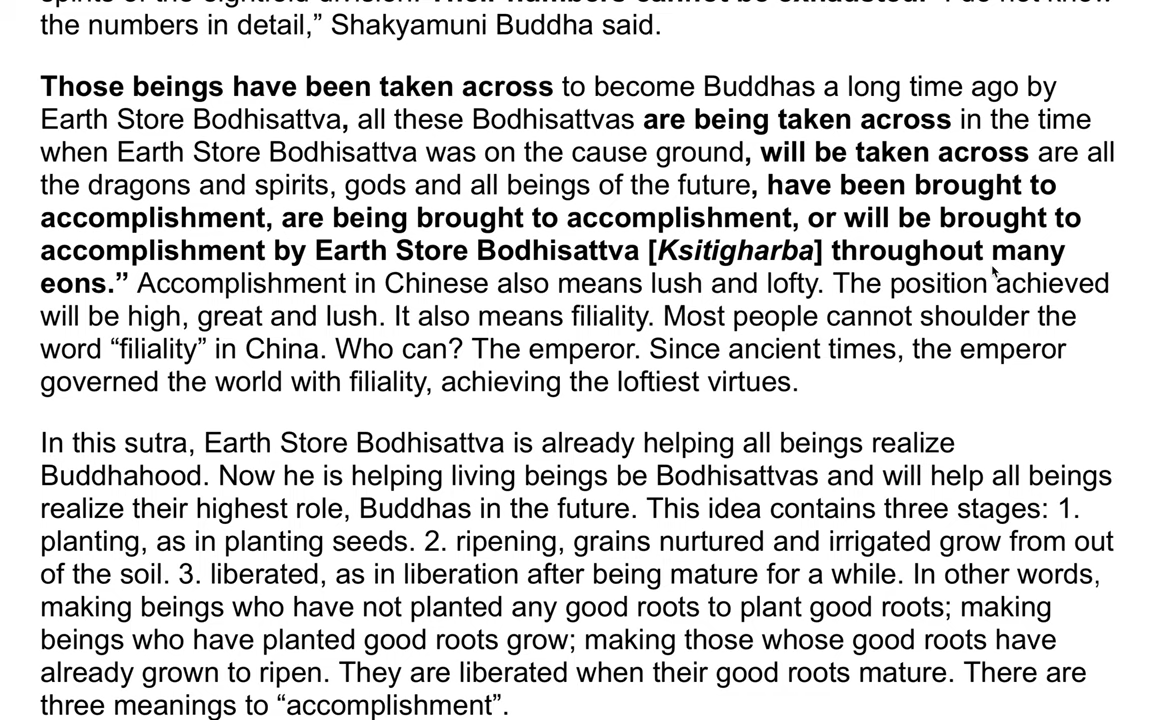 the numbers in detail,” Shakyamuni Buddha said.
Those beings have been taken across to become Buddhas a long time ago by
Earth Store Bodhisattva, all these Bodhisattvas are being taken across in the time
when Earth Store Bodhisattva was on the cause ground, will be taken across are all
the dragons and spirits, gods and all beings of the future, have been brought to
accomplishment, are being brought to accomplishment, or will be brought to
accomplishment by Earth Store Bodhisattva [Ksitigharba] throughout many
eons.” Accomplishment in Chinese also means lush and lofty. The position achieved
will be high, great and lush. It also means filiality. Most people cannot shoulder the
word “filiality” in China. Who can? The emperor. Since ancient times, the emperor
governed the world with filiality, achieving the loftiest virtues.
In this sutra, Earth Store Bodhisattva is already helping all beings realize
Buddhahood. Now he is helping living beings be Bodhisattvas and will help all beings
realize their highest role, Buddhas in the future. This idea contains three stages: 1.
planting, as in planting seeds. 2. ripening, grains nurtured and irrigated grow from out
of the soil. 3. liberated, as in liberation after being mature for a while. In other words,
making beings who have not planted any good roots to plant good roots; making
beings who have planted good roots grow; making those whose good roots have
already grown to ripen. They are liberated when their good roots mature. There are
three meanings to “accomplishment”.